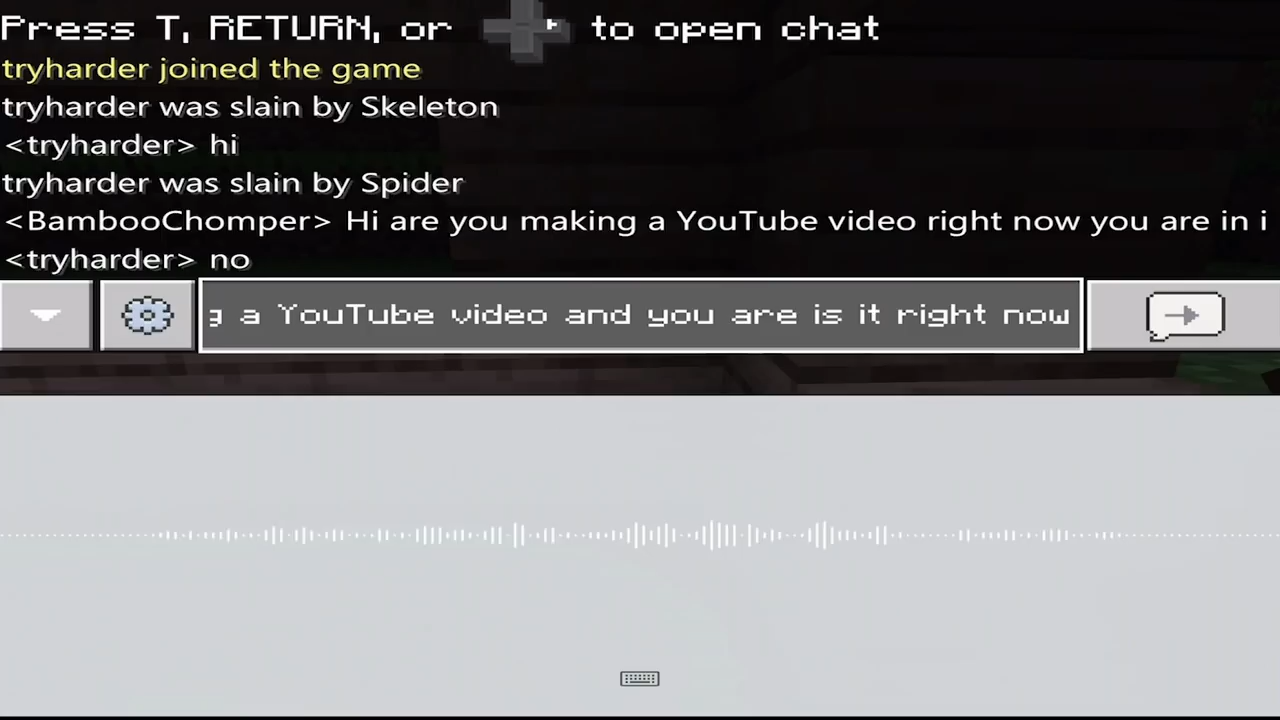 Press T, RETURN, or to open chat
tryharder joined the game
tryharder was slain by Skeleton
<tryharder> hi
tryharder was slain by Spider
<BambooChomper> Hi are you making a YouTube video right now you are in i
<tryharder> no
g a YouTube video and you are is it right now